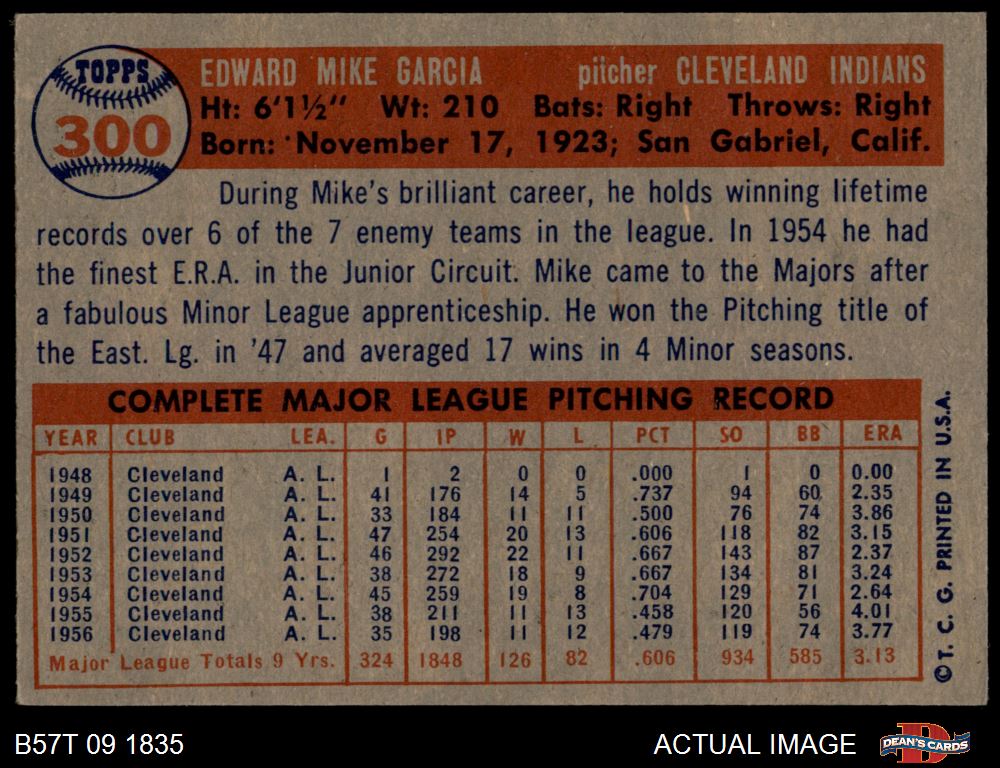 TOPPS
300
EDWARD MIKE GARCIA pitcher CLEVELAND INDIANS
Ht: 6'1½" Wt: 210 Bats: Right Throws: Right
Born: November 17, 1923; San Gabriel, Calif.
During Mike's brilliant career, he holds winning lifetime
records over 6 of the 7 enemy teams in the league. In 1954 he had
the finest E.R.A. in the Junior Circuit. Mike came to the Majors after
a fabulous Minor League apprenticeship. He won the Pitching title of
the East. Lg. in '47 and averaged 17 wins in 4 Minor seasons.
COMPLETE MAJOR LEAGUE PITCHING RECORD
YEAR CLUB LEA. G IP W L PCT SO BB ERA
1948 Cleveland A. L. 1 2 0 0 .000 1 0 0.00
1949 Cleveland A. L. 41 176 14 5 .737 94 60 2.35
1950 Cleveland A. L. 33 184 11 11 .500 76 74 3.86
1951 Cleveland A. L. 47 254 20 13 .606 118 82 3.15
1952 Cleveland A. L. 46 292 22 11 .667 143 87 2.37
1953 Cleveland A. L. 38 272 18 9 .667 134 81 3.24
1954 Cleveland A. L. 45 259 19 8 .704 129 71 2.64
1955 Cleveland A. L. 38 211 11 13 .458 120 56 4.01
1956 Cleveland A. L. 35 198 11 12 .479 119 74 3.77
Major League Totals 9 Yrs. 324 1848 126 82 .606 934 585 3.13
©T. C. G. PRINTED IN U.S.A.
B57T 09 1835
ACTUAL IMAGE
DEAN'S CARDS